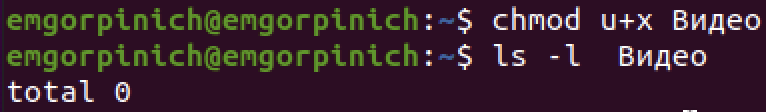 emgorpinich@emgorpinich:~$ chmod u+x Видео
emgorpinich@emgorpinich:~$ ls -l  Видео
total 0